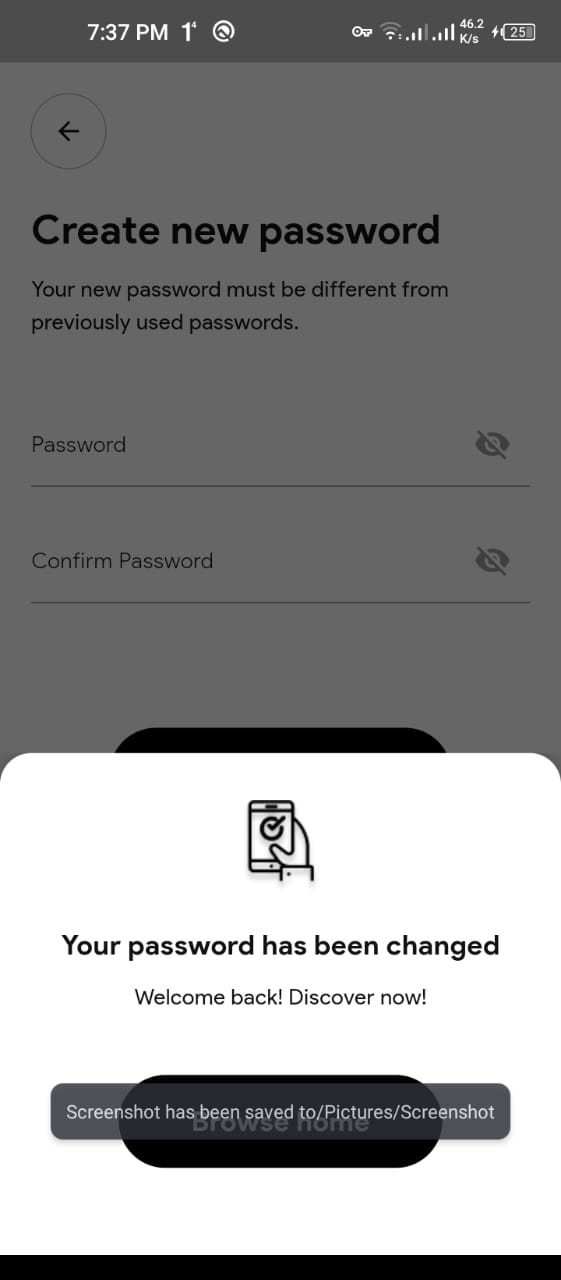 7:37 PM
46.2
K/s
25
Create new password
Your new password must be different from
previously used passwords.
Password
Confirm Password
Your password has been changed
Welcome back! Discover now!
Screenshot has been saved to/Pictures/Screenshot
Browse home